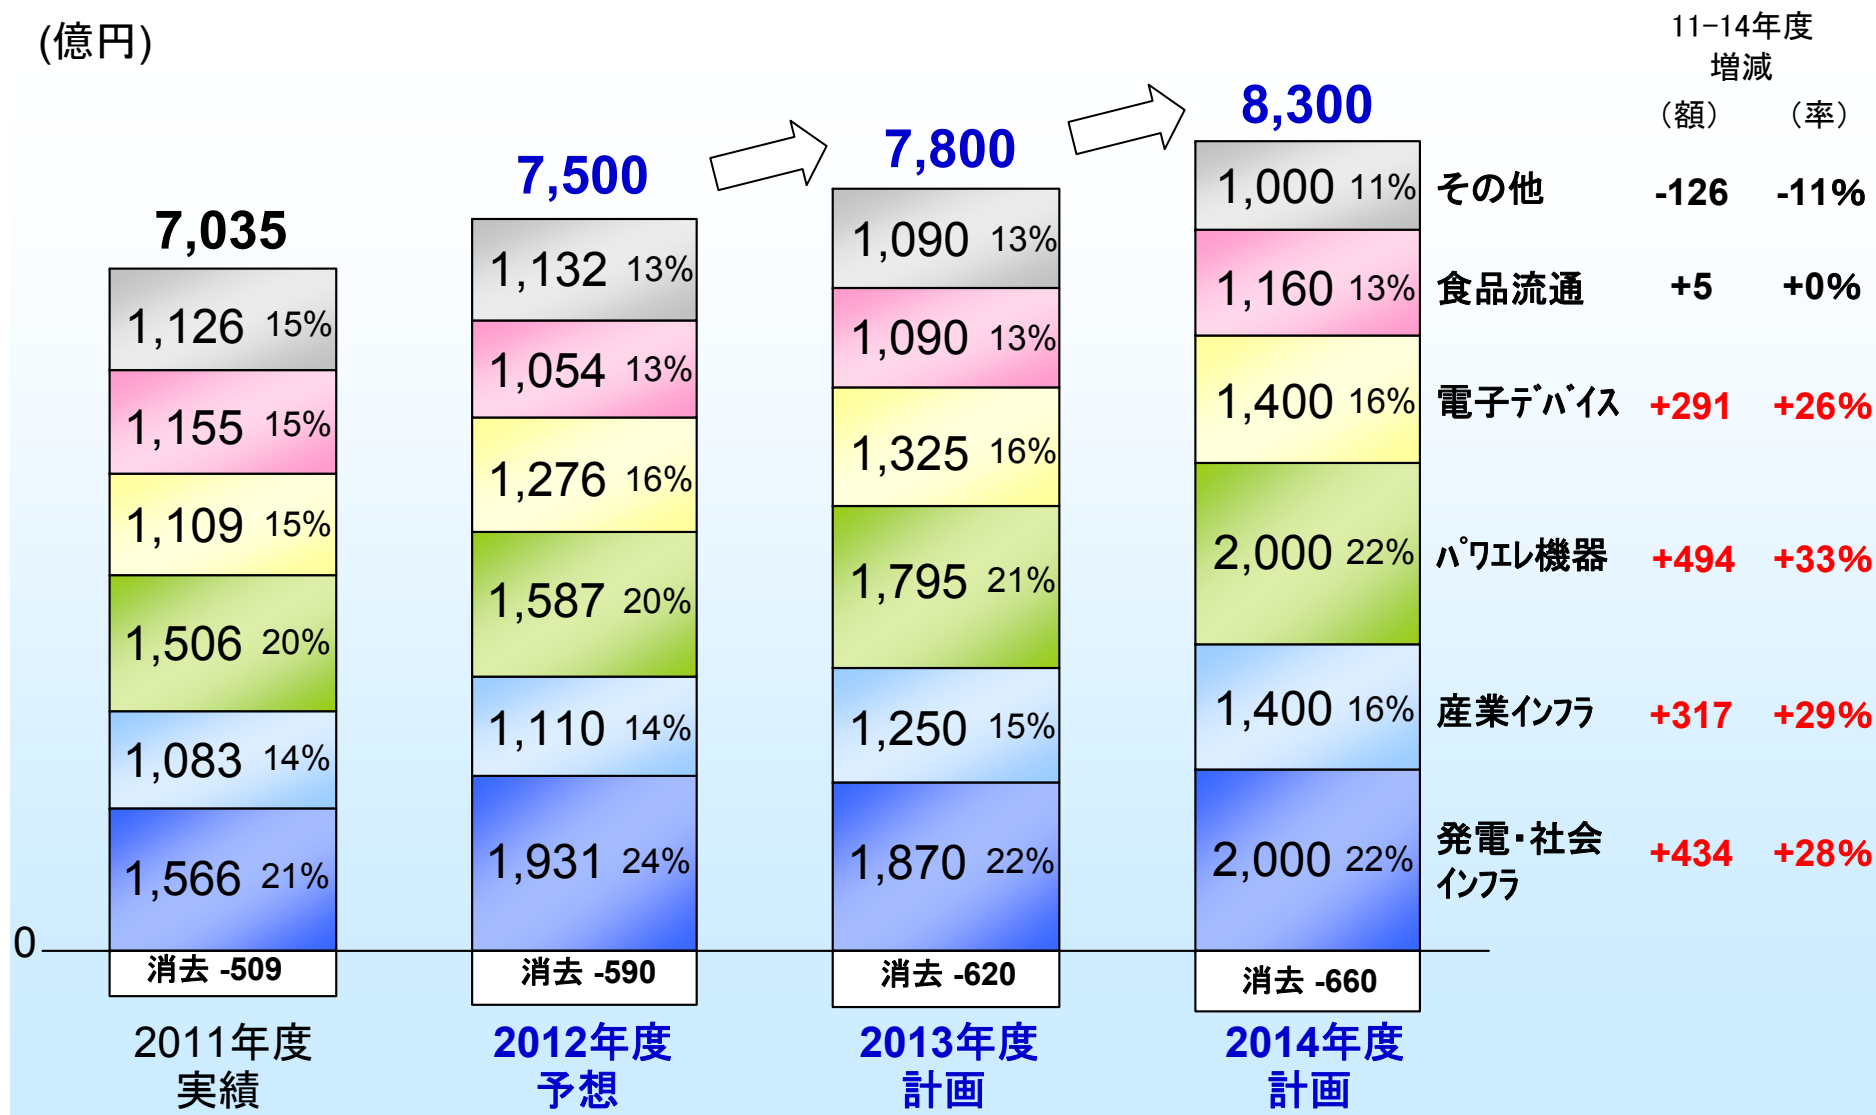 (億円)
11-14年度
増減
（額） （率）
7,035
7,500
7,800
8,300
1,126 15%
1,132 13%
1,090 13%
1,000 11%
その他 -126 -11%
1,155 15%
1,054 13%
1,090 13%
1,160 13%
食品流通 +5 +0%
1,109 15%
1,276 16%
1,325 16%
1,400 16%
電子ﾃﾞﾊﾞｲｽ +291 +26%
1,506 20%
1,587 20%
1,795 21%
2,000 22%
ﾊﾟﾜｴﾚ機器 +494 +33%
1,083 14%
1,110 14%
1,250 15%
1,400 16%
産業ｲﾝﾌﾗ +317 +29%
1,566 21%
1,931 24%
1,870 22%
2,000 22%
発電・社会
ｲﾝﾌﾗ
+434 +28%
0
消去 -509
消去 -590
消去 -620
消去 -660
2011年度
実績
2012年度
予想
2013年度
計画
2014年度
計画